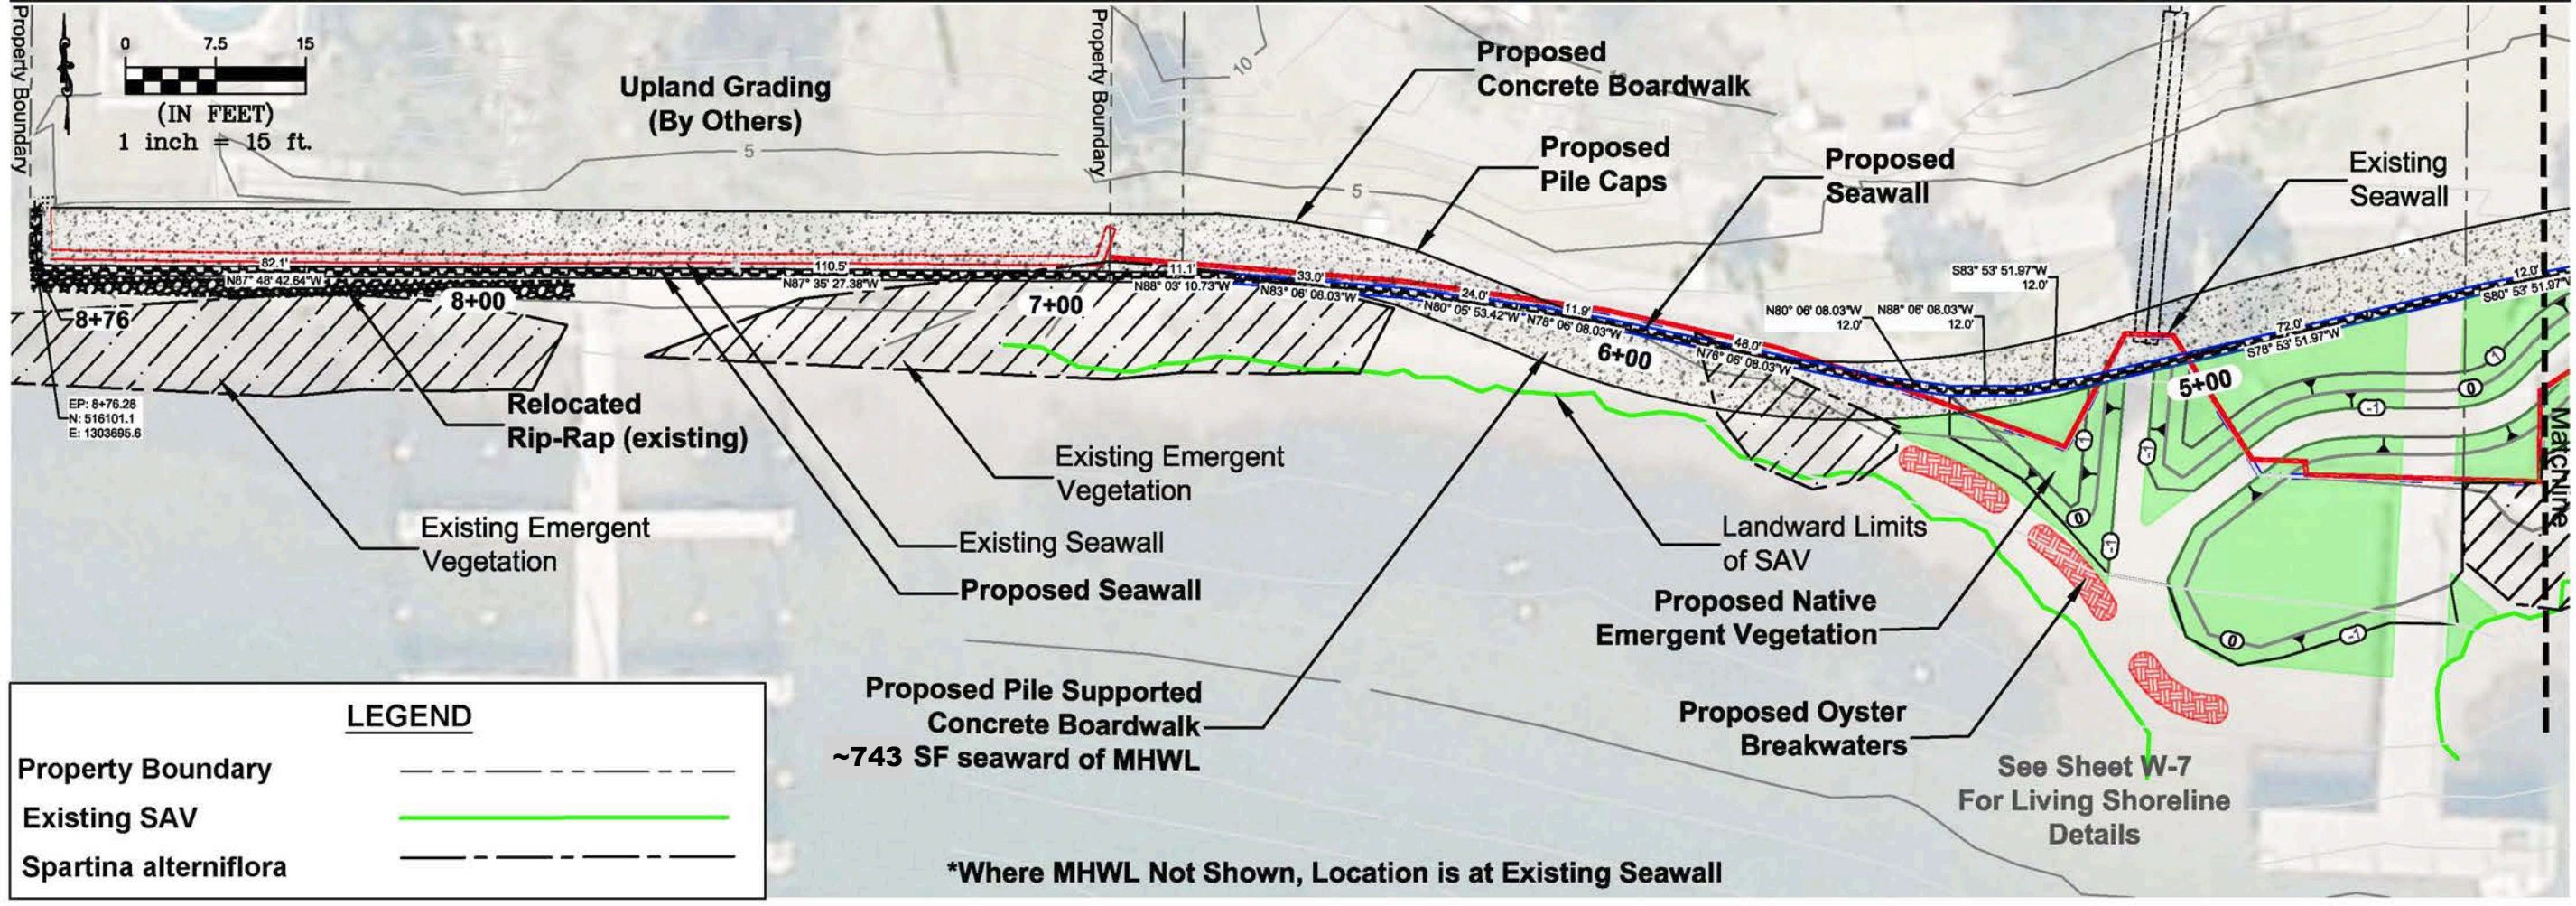 Property Boundary
0 7.5 15
(IN FEET)
1 inch = 15 ft.
Upland Grading
(By Others)
5
Property Boundary
10
5
Proposed
Concrete Boardwalk
Proposed
Pile Caps
Proposed
Seawall
Existing
Seawall
82.1'
N87° 48' 42.64"W
110.5'
N87° 35' 27.38"W
11.1'
N88° 03' 10.73"W
33.0'
N83° 06' 08.03"W
24.0'
N80° 05' 53.42"W
11.9'
N78° 06' 08.03"W
48.0'
N76° 06' 08.03"W
N80° 06' 08.03"W
12.0'
N88° 06' 08.03"W
12.0'
S83° 53' 51.97"W
12.0'
72.0'
S78° 53' 51.97"W
12.0'
S80° 53' 51.97"
8+76
8+00
7+00
6+00
5+00
EP: 8+76.28
N: 516101.1
E: 1303695.6
Relocated
Rip-Rap (existing)
Existing Emergent
Vegetation
Existing Emergent
Vegetation
Existing Seawall
Proposed Seawall
Landward Limits
of SAV
Proposed Native
Emergent Vegetation
Proposed Pile Supported
Concrete Boardwalk
~743 SF seaward of MHWL
Proposed Oyster
Breakwaters
See Sheet W-7
For Living Shoreline
Details
1
0
-1
-1
-1
0
1
0
-1
Matchline
LEGEND
Property Boundary
Existing SAV
Spartina alterniflora
*Where MHWL Not Shown, Location is at Existing Seawall